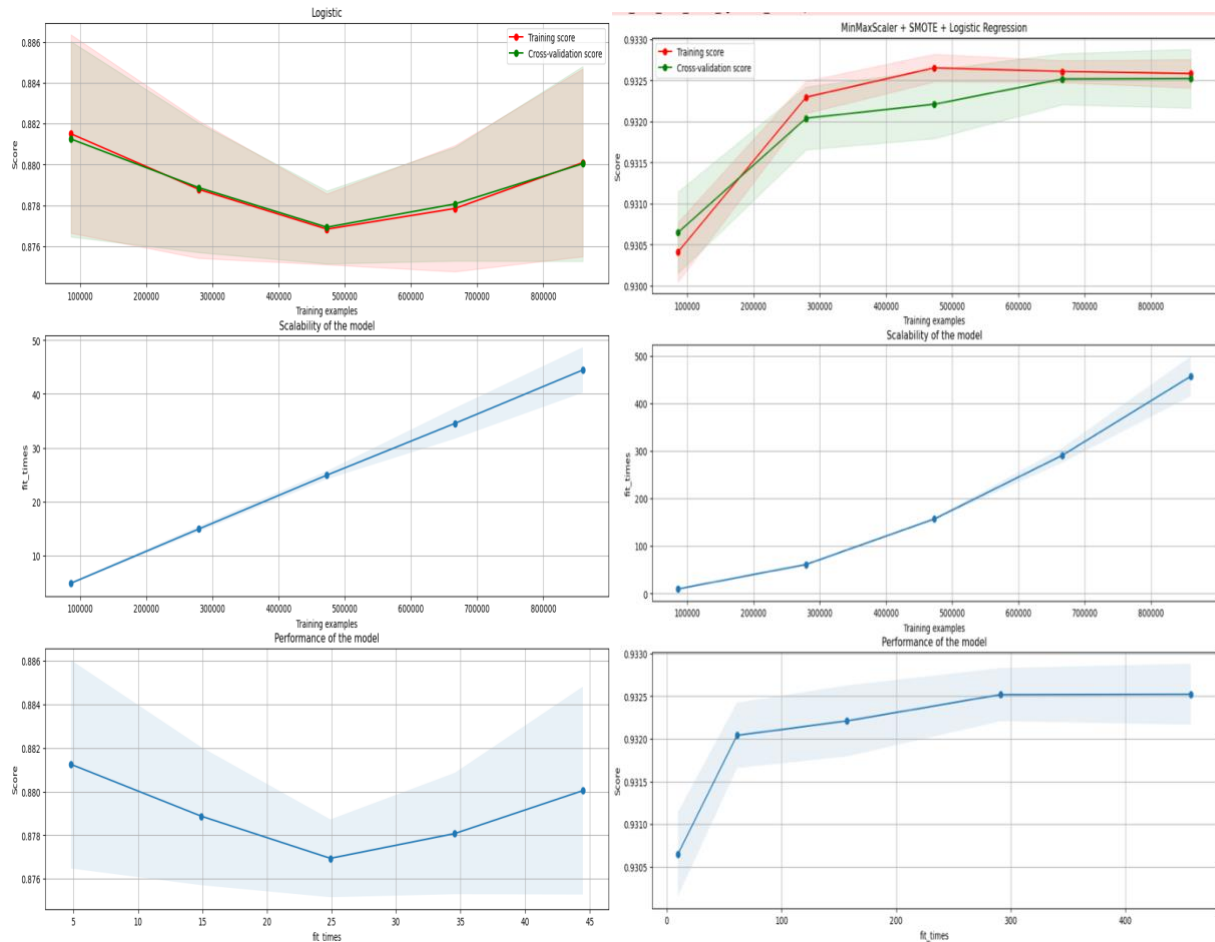 Logistic
0.886
0.884
0.882
0.880
0.878
0.876
Score
Training score
Cross-validation score
100000 200000 300000 400000 500000 600000 700000 800000
Training examples
Scalability of the model
50
40
30
20
10
fit_times
100000 200000 300000 400000 500000 600000 700000 800000
Training examples
Performance of the model
0.886
0.884
0.882
0.880
0.878
0.876
Score
5 10 15 20 25 30 35 40 45
fit_times
MinMaxScaler + SMOTE + Logistic Regression
0.9330
0.9325
0.9320
0.9315
0.9310
0.9305
0.9300
Score
Training score
Cross-validation score
100000 200000 300000 400000 500000 600000 700000 800000
Training examples
Scalability of the model
500
400
300
200
100
0
fit_times
100000 200000 300000 400000 500000 600000 700000 800000
Training examples
Performance of the model
0.9330
0.9325
0.9320
0.9315
0.9310
0.9305
Score
0 100 200 300 400
fit_times